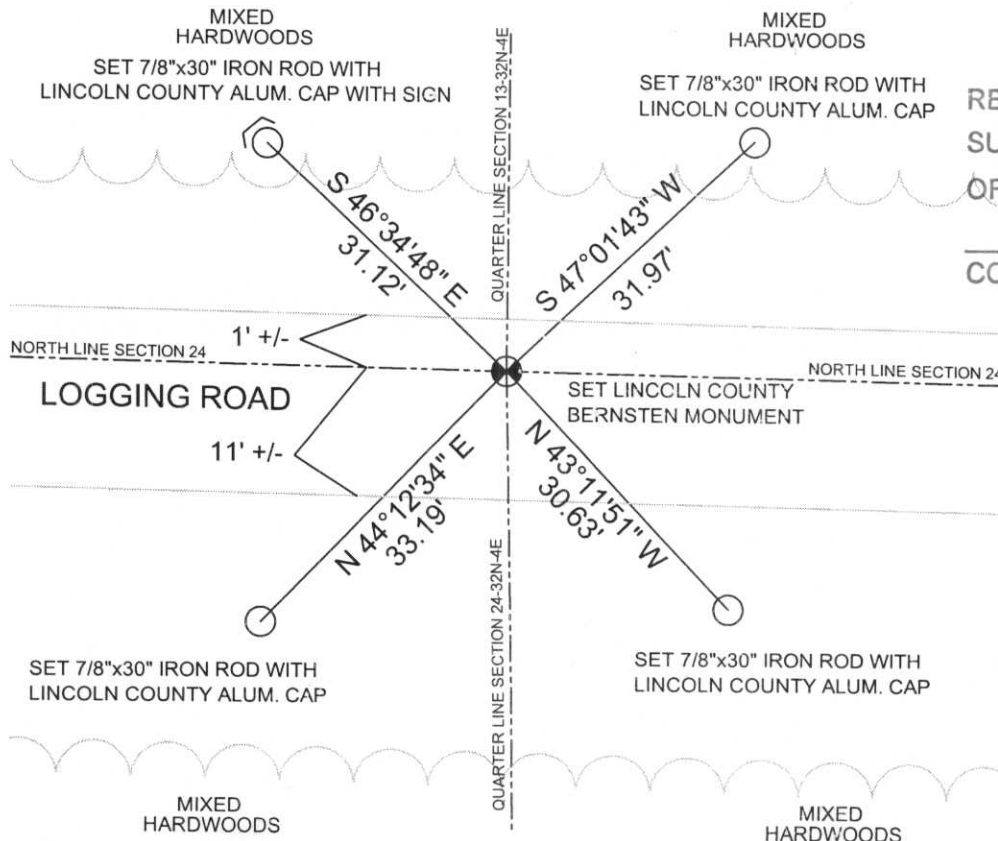 MIXED
HARDWOODS
SET 7/8"x30" IRON ROD WITH
LINCOLN COUNTY ALUM. CAP WITH SIGN
MIXED
HARDWOODS
SET 7/8"x30" IRON ROD WITH
LINCOLN COUNTY ALUM. CAP
RE
SU
OF
CO
QUARTER LINE SECTION 13-32N-4E
S 46°34'48" E
31.12'
S 47°01'43" W
31.97'
1' +/-
NORTH LINE SECTION 24
NORTH LINE SECTION 24
LOGGING ROAD
SET LINCOLN COUNTY
BERNSTEN MONUMENT
11' +/-
N 44°12'34" E
33.19'
N 43°11'51" W
30.63'
QUARTER LINE SECTION 24-32N-4E
SET 7/8"x30" IRON ROD WITH
LINCOLN COUNTY ALUM. CAP
SET 7/8"x30" IRON ROD WITH
LINCOLN COUNTY ALUM. CAP
MIXED
HARDWOODS
MIXED
HARDWOODS